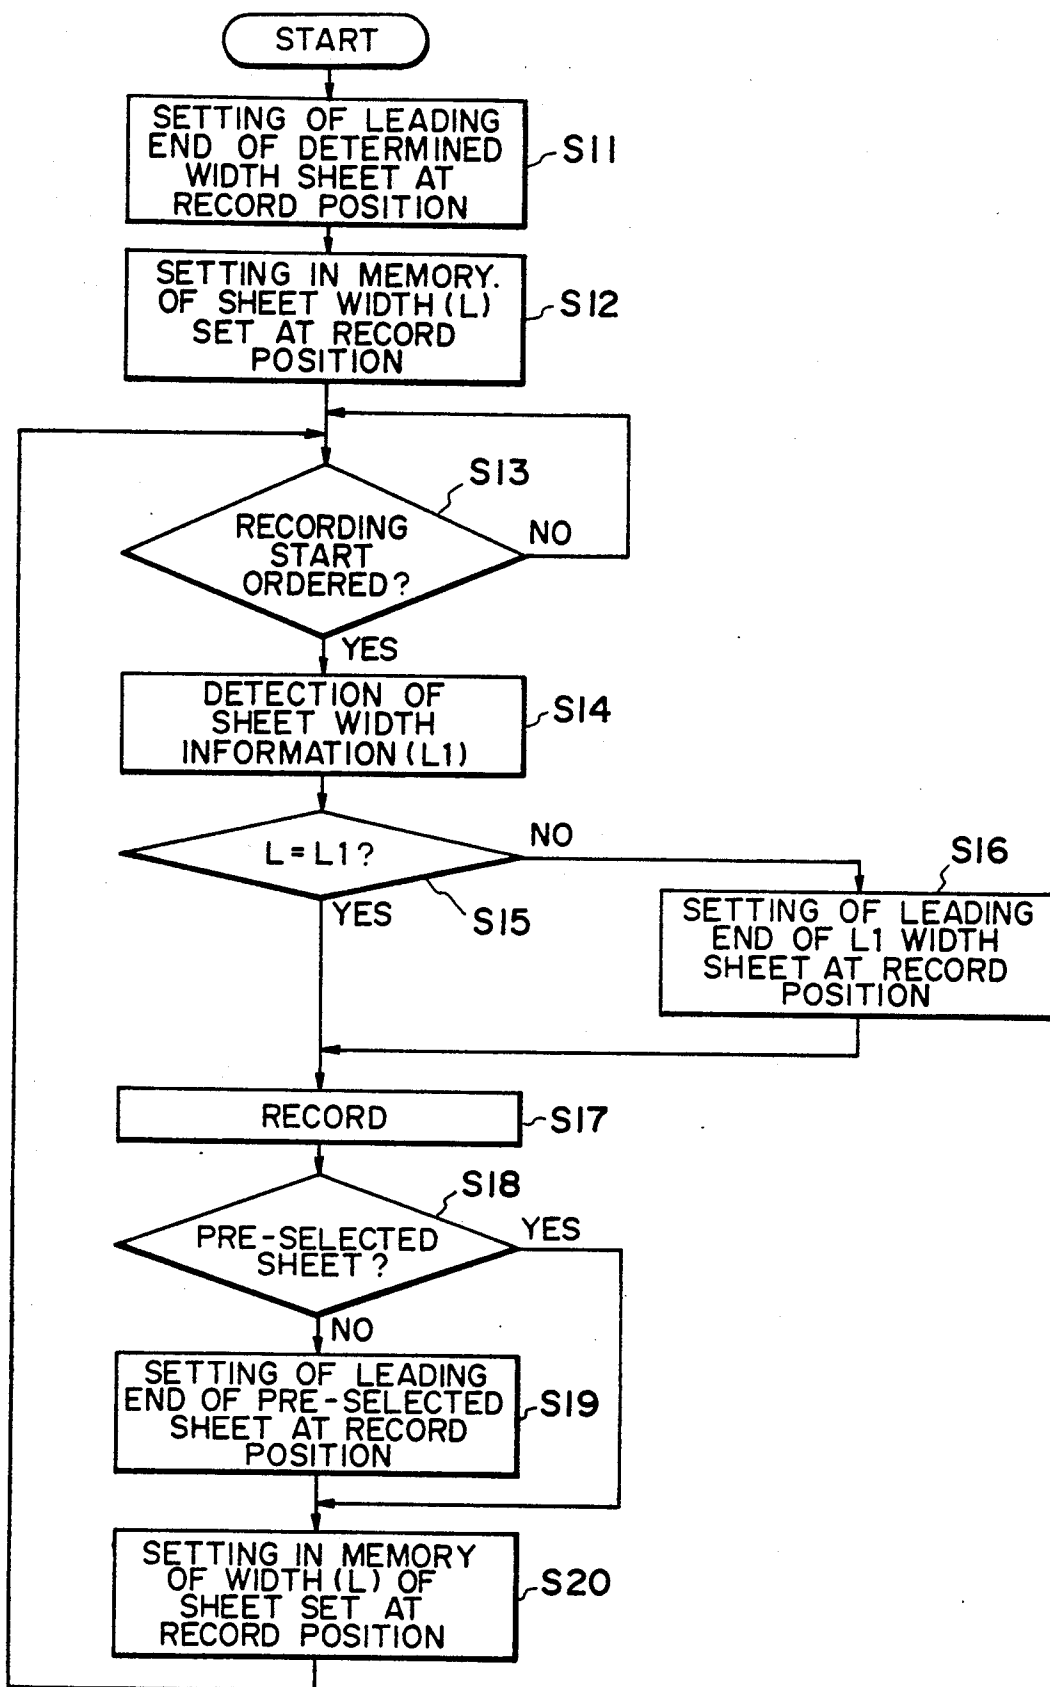 START
SETTING OF LEADING
END OF DETERMINED
WIDTH SHEET AT
RECORD POSITION
S11
SETTING IN MEMORY.
OF SHEET WIDTH (L)
SET AT RECORD
POSITION
S12
S13
RECORDING
START
ORDERED?
NO
YES
DETECTION OF
SHEET WIDTH
INFORMATION (L1)
S14
L=L1?
NO
YES
S15
S16
SETTING OF LEADING
END OF L1 WIDTH
SHEET AT RECORD
POSITION
RECORD
S17
S18
PRE-SELECTED
SHEET?
YES
NO
SETTING OF LEADING
END OF PRE-SELECTED
SHEET AT RECORD
POSITION
S19
SETTING IN MEMORY
OF WIDTH (L) OF
SHEET SET AT
RECORD POSITION
S20